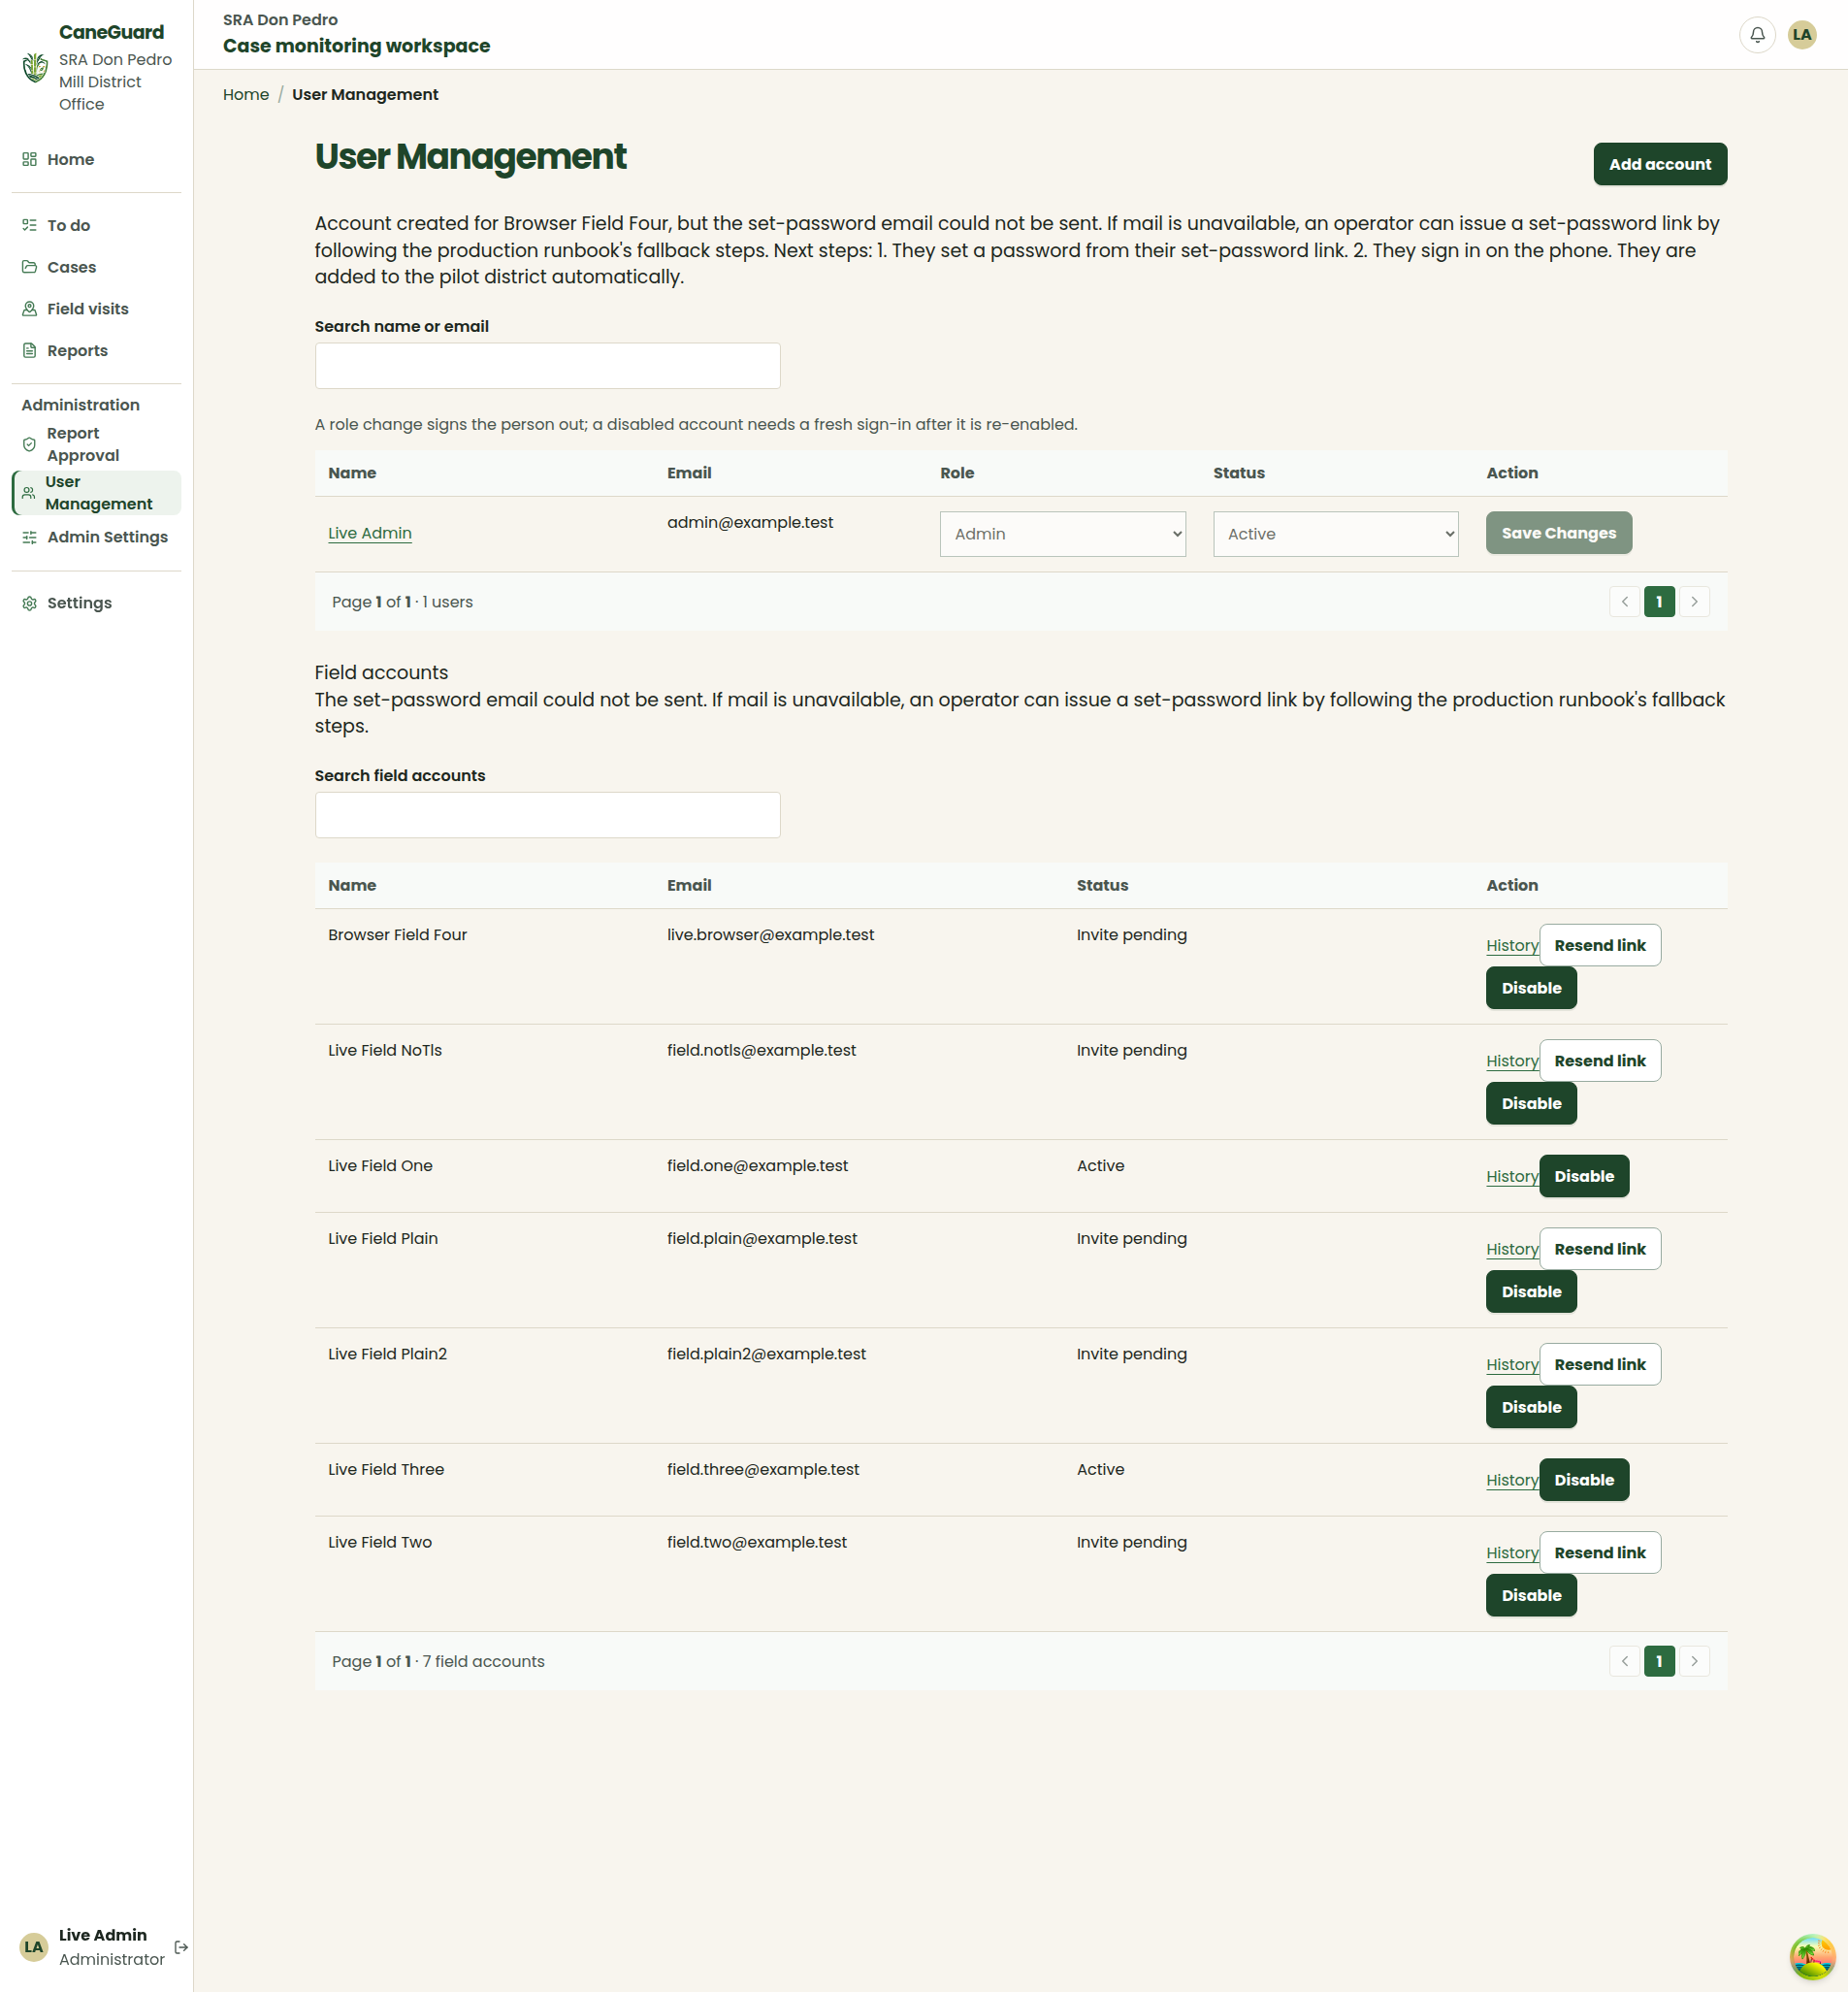 CaneGuard
SRA Don Pedro
Mill District
Office
Home
To do
Cases
Field visits
Reports
Administration
Report
Approval
User
Management
Admin Settings
Settings
LA
Live Admin
Administrator
SRA Don Pedro
Case monitoring workspace
LA
Home / User Management
User Management
Add account
Account created for Browser Field Four, but the set-password email could not be sent. If mail is unavailable, an operator can issue a set-password link by
following the production runbook's fallback steps. Next steps: 1. They set a password from their set-password link. 2. They sign in on the phone. They are
added to the pilot district automatically.
Search name or email
A role change signs the person out; a disabled account needs a fresh sign-in after it is re-enabled.
Name Email Role Status Action
Live Admin admin@example.test Admin Active Save Changes
Page 1 of 1 · 1 users 1
Field accounts
The set-password email could not be sent. If mail is unavailable, an operator can issue a set-password link by following the production runbook's fallback
steps.
Search field accounts
Name Email Status Action
Browser Field Four live.browser@example.test Invite pending History Resend link
Disable
Live Field NoTls field.notls@example.test Invite pending History Resend link
Disable
Live Field One field.one@example.test Active History Disable
Live Field Plain field.plain@example.test Invite pending History Resend link
Disable
Live Field Plain2 field.plain2@example.test Invite pending History Resend link
Disable
Live Field Three field.three@example.test Active History Disable
Live Field Two field.two@example.test Invite pending History Resend link
Disable
Page 1 of 1 · 7 field accounts 1